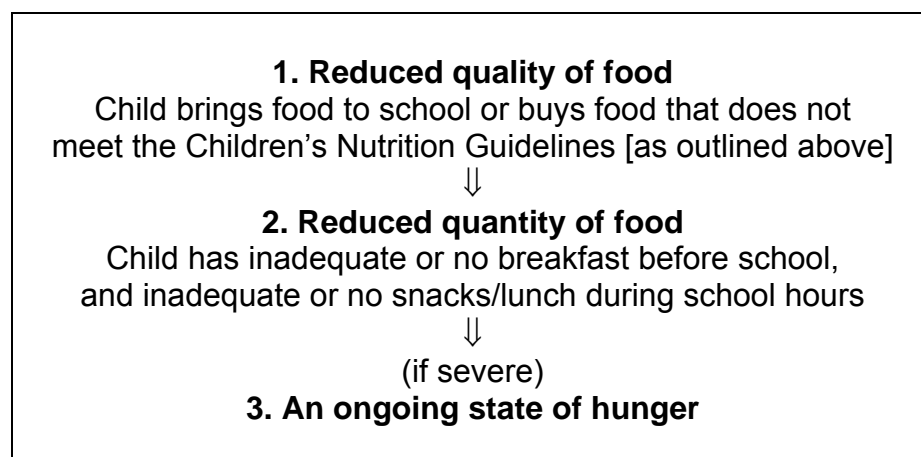 1. Reduced quality of food
Child brings food to school or buys food that does not
meet the Children’s Nutrition Guidelines [as outlined above]
⇓
2. Reduced quantity of food
Child has inadequate or no breakfast before school,
and inadequate or no snacks/lunch during school hours
⇓
(if severe)
3. An ongoing state of hunger